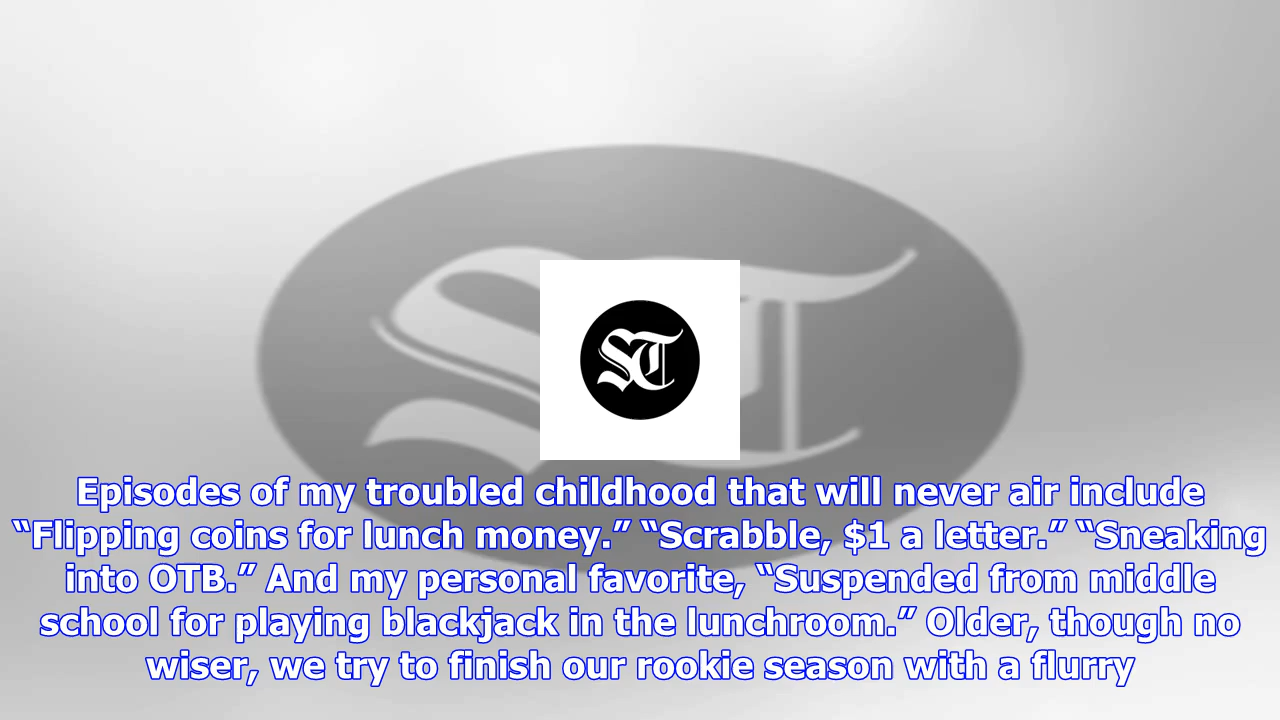 ST
Episodes of my troubled childhood that will never air include
“Flipping coins for lunch money.” “Scrabble, $1 a letter.” “Sneaking
into OTB.” And my personal favorite, “Suspended from middle
school for playing blackjack in the lunchroom.” Older, though no
wiser, we try to finish our rookie season with a flurry